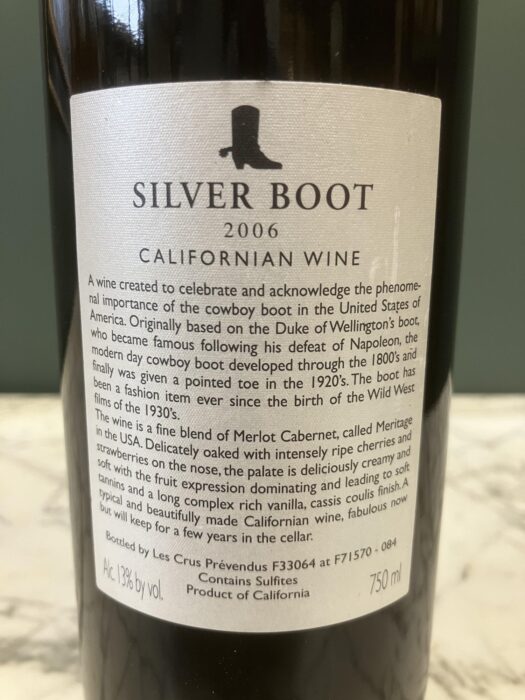 SILVER BOOT
2006
CALIFORNIAN WINE
A wine created to celebrate and acknowledge the phenome-
nal importance of the cowboy boot in the United States of
America. Originally based on the Duke of Wellington's boot,
who became famous following his defeat of Napoleon, the
modern day cowboy boot developed through the 1800's and
finally was given a pointed toe in the 1920's. The boot has
been a fashion item ever since the birth of the Wild West
films of the 1930's.
The wine is a fine blend of Merlot Cabernet, called Meritage
in the USA. Delicately oaked with intensely ripe cherries and
strawberries on the nose, the palate is deliciously creamy and
soft with the fruit expression dominating and leading to soft
tannins and a long complex rich vanilla, cassis coulis finish. A
typical and beautifully made Californian wine, fabulous now
but will keep for a few years in the cellar.
Bottled by Les Crus Prévendus F33064 at F71570 - 084
Contains Sulfites
Alc. 13% by vol.
Product of California
750 ml